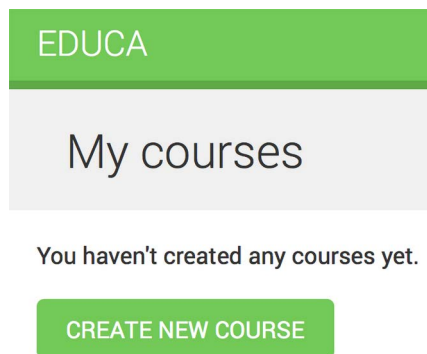 EDUCA
My courses
You haven't created any courses yet.
CREATE NEW COURSE